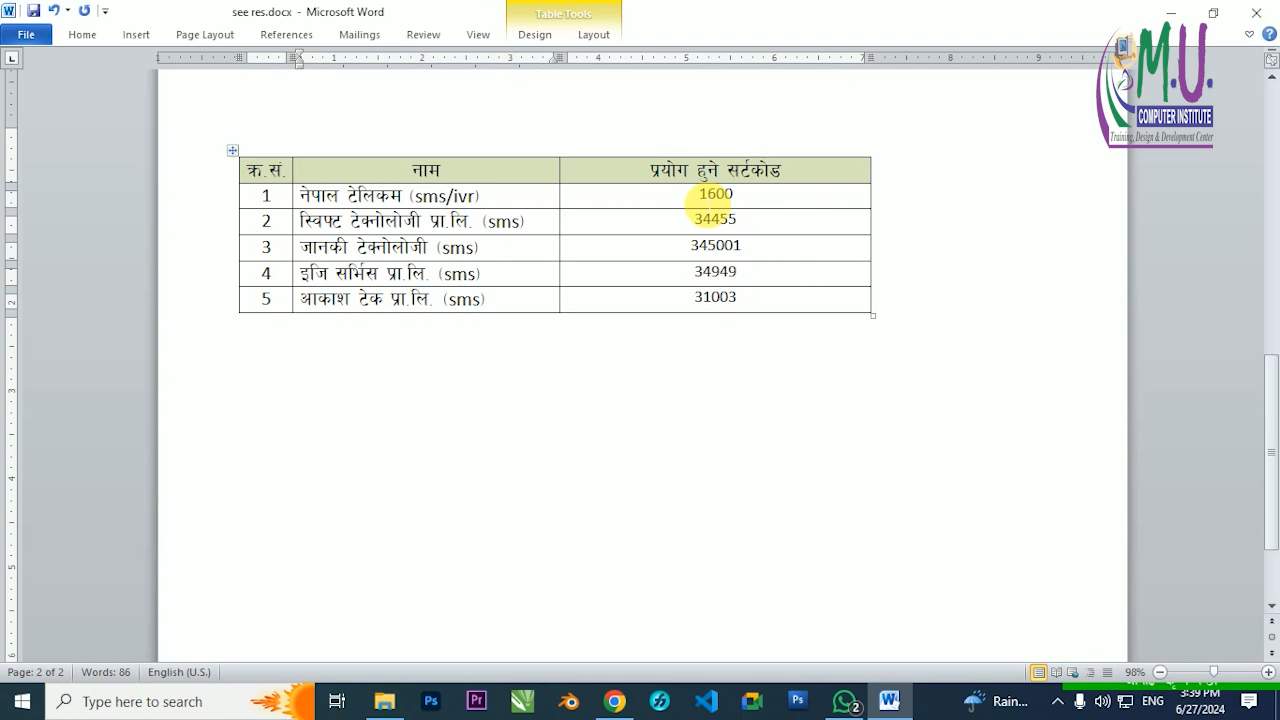 see res.docx - Microsoft Word
Table Tools
File Home Insert Page Layout References Mailings Review View Design Layout
M.U.
COMPUTER INSTITUTE
Training, Design & Development Center
क्र.सं. नाम प्रयोग हुने सर्टकोड
1 नेपाल टेलिकम (sms/ivr) 1600
2 स्विफ्ट टेक्नोलोजी प्रा.लि. (sms) 34455
3 जानकी टेक्नोलोजी (sms) 345001
4 इजि सर्भिस प्रा.लि. (sms) 34949
5 आकाश टेक प्रा.लि. (sms) 31003
Page: 2 of 2 Words: 86 English (U.S.) 98%
Type here to search
Rain... ENG 3:39 PM
6/27/2024